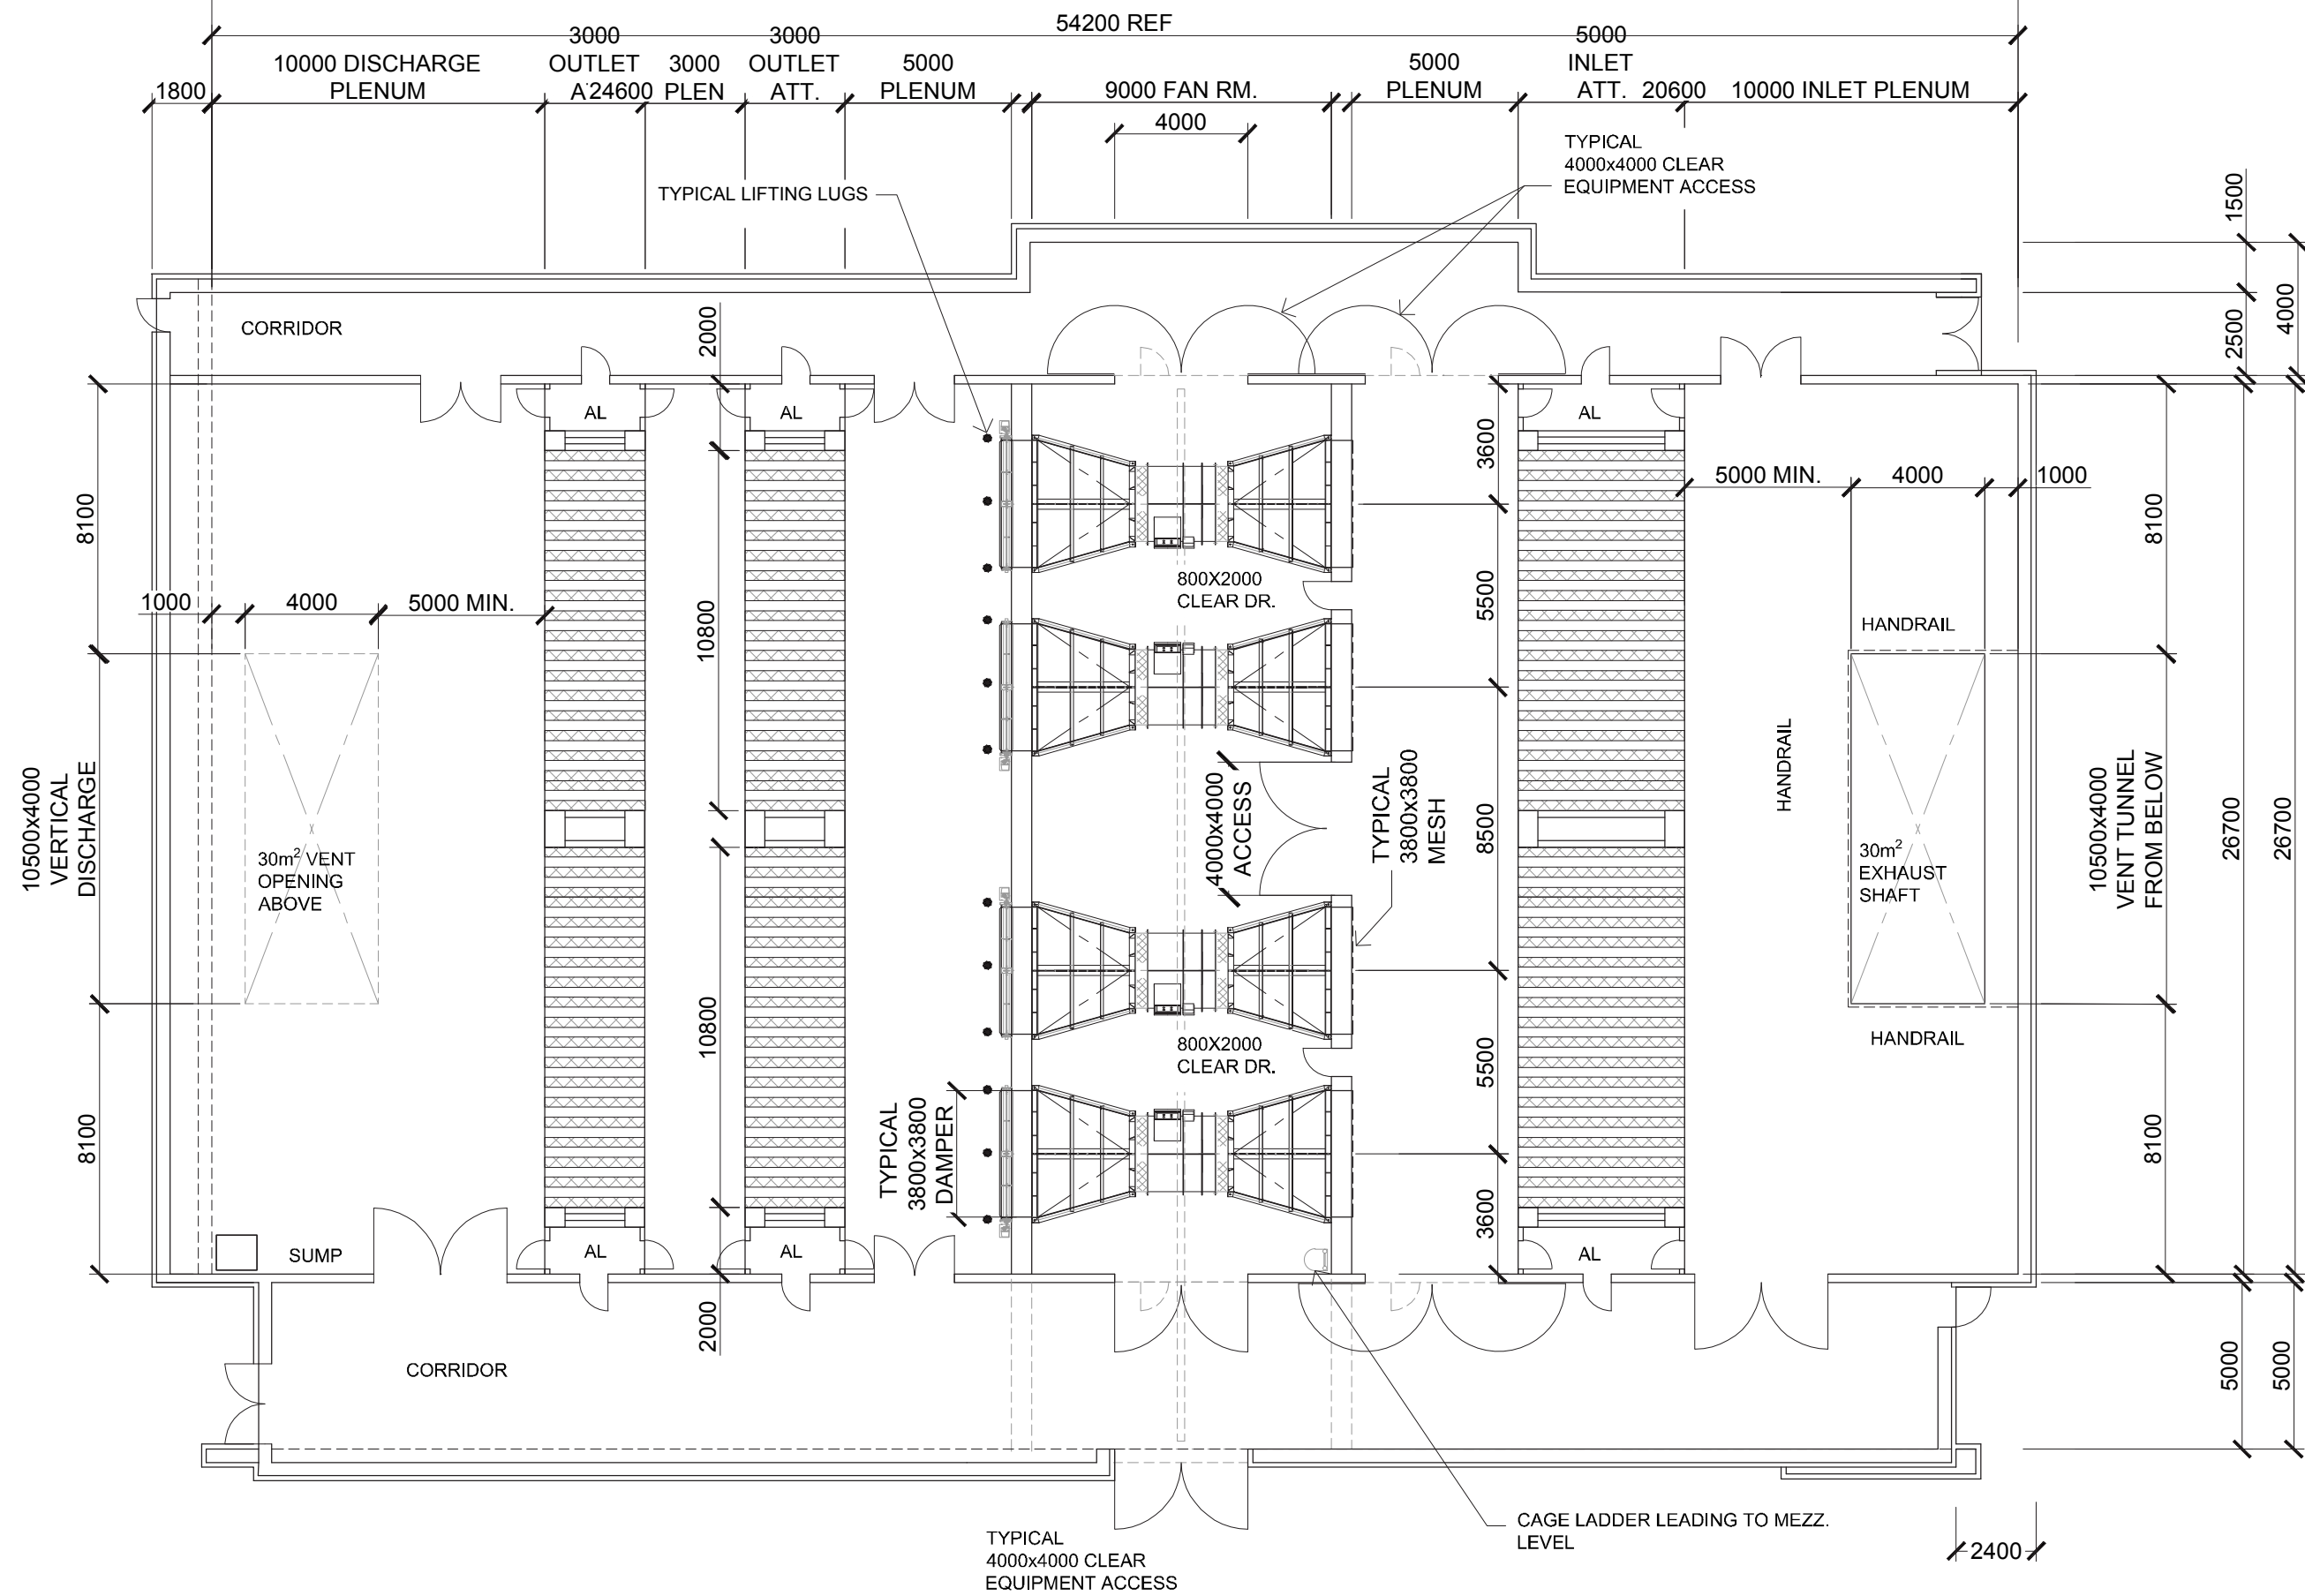 54200 REF
1800
10000 DISCHARGE
PLENUM
3000
OUTLET
A'24600
3000
PLEN
3000
OUTLET
ATT.
5000
PLENUM
9000 FAN RM.
4000
5000
PLENUM
5000
INLET
ATT. 20600
10000 INLET PLENUM
TYPICAL LIFTING LUGS
TYPICAL
4000x4000 CLEAR
EQUIPMENT ACCESS
1500
2500
4000
CORRIDOR
2000
AL
AL
AL
8100
3600
5000 MIN.
4000
1000
8100
1000
4000
5000 MIN.
10800
800X2000
CLEAR DR.
5500
HANDRAIL
10500x4000
VERTICAL
DISCHARGE
30m² VENT
OPENING
ABOVE
4000x4000
ACCESS
TYPICAL
3800x3800
MESH
8500
HANDRAIL
30m²
EXHAUST
SHAFT
10500x4000
VENT TUNNEL
FROM BELOW
26700
26700
10800
800X2000
CLEAR DR.
5500
HANDRAIL
8100
TYPICAL
3800x3800
DAMPER
3600
8100
SUMP
AL
AL
AL
2000
CORRIDOR
5000
5000
TYPICAL
4000x4000 CLEAR
EQUIPMENT ACCESS
CAGE LADDER LEADING TO MEZZ.
LEVEL
2400